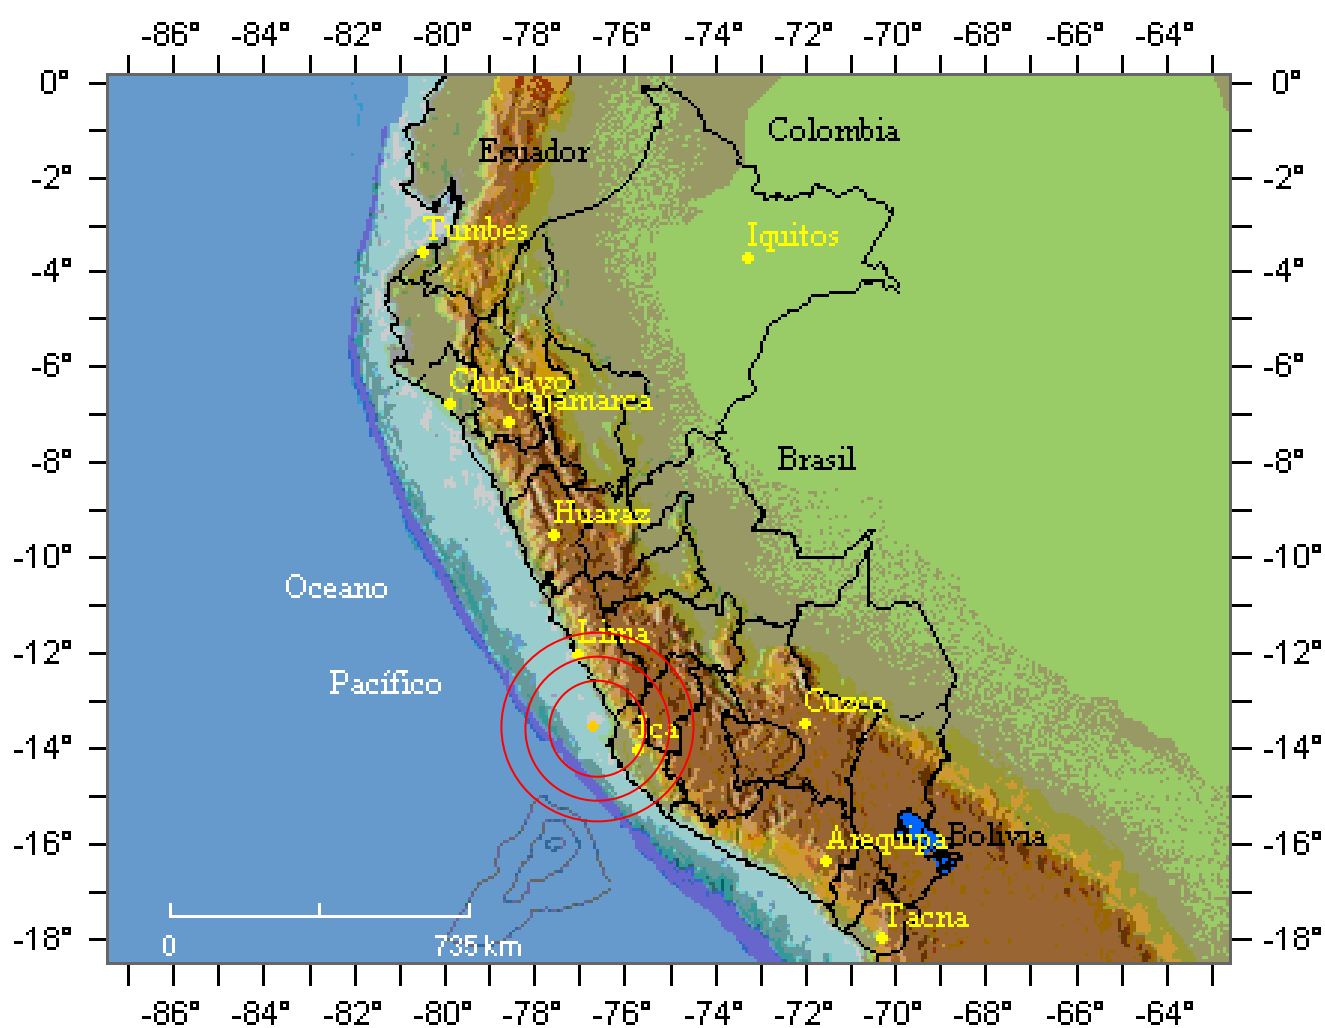 -86° -84° -82° -80° -78° -76° -74° -72° -70° -68° -66° -64°
0° 0°
Colombia
Ecuador
-2° -2°
Tumbes
Iquitos
-4° -4°
-6° -6°
Chiclayo
Cajamarca
Brasil
-8° -8°
Huaraz
-10° -10°
Oceano
Lima
-12° -12°
Pacífico
Cuzco
Ica
-14° -14°
Arequipa
Bolivia
-16° -16°
Tacna
-18° -18°
0 735 km
-86° -84° -82° -80° -78° -76° -74° -72° -70° -68° -66° -64°